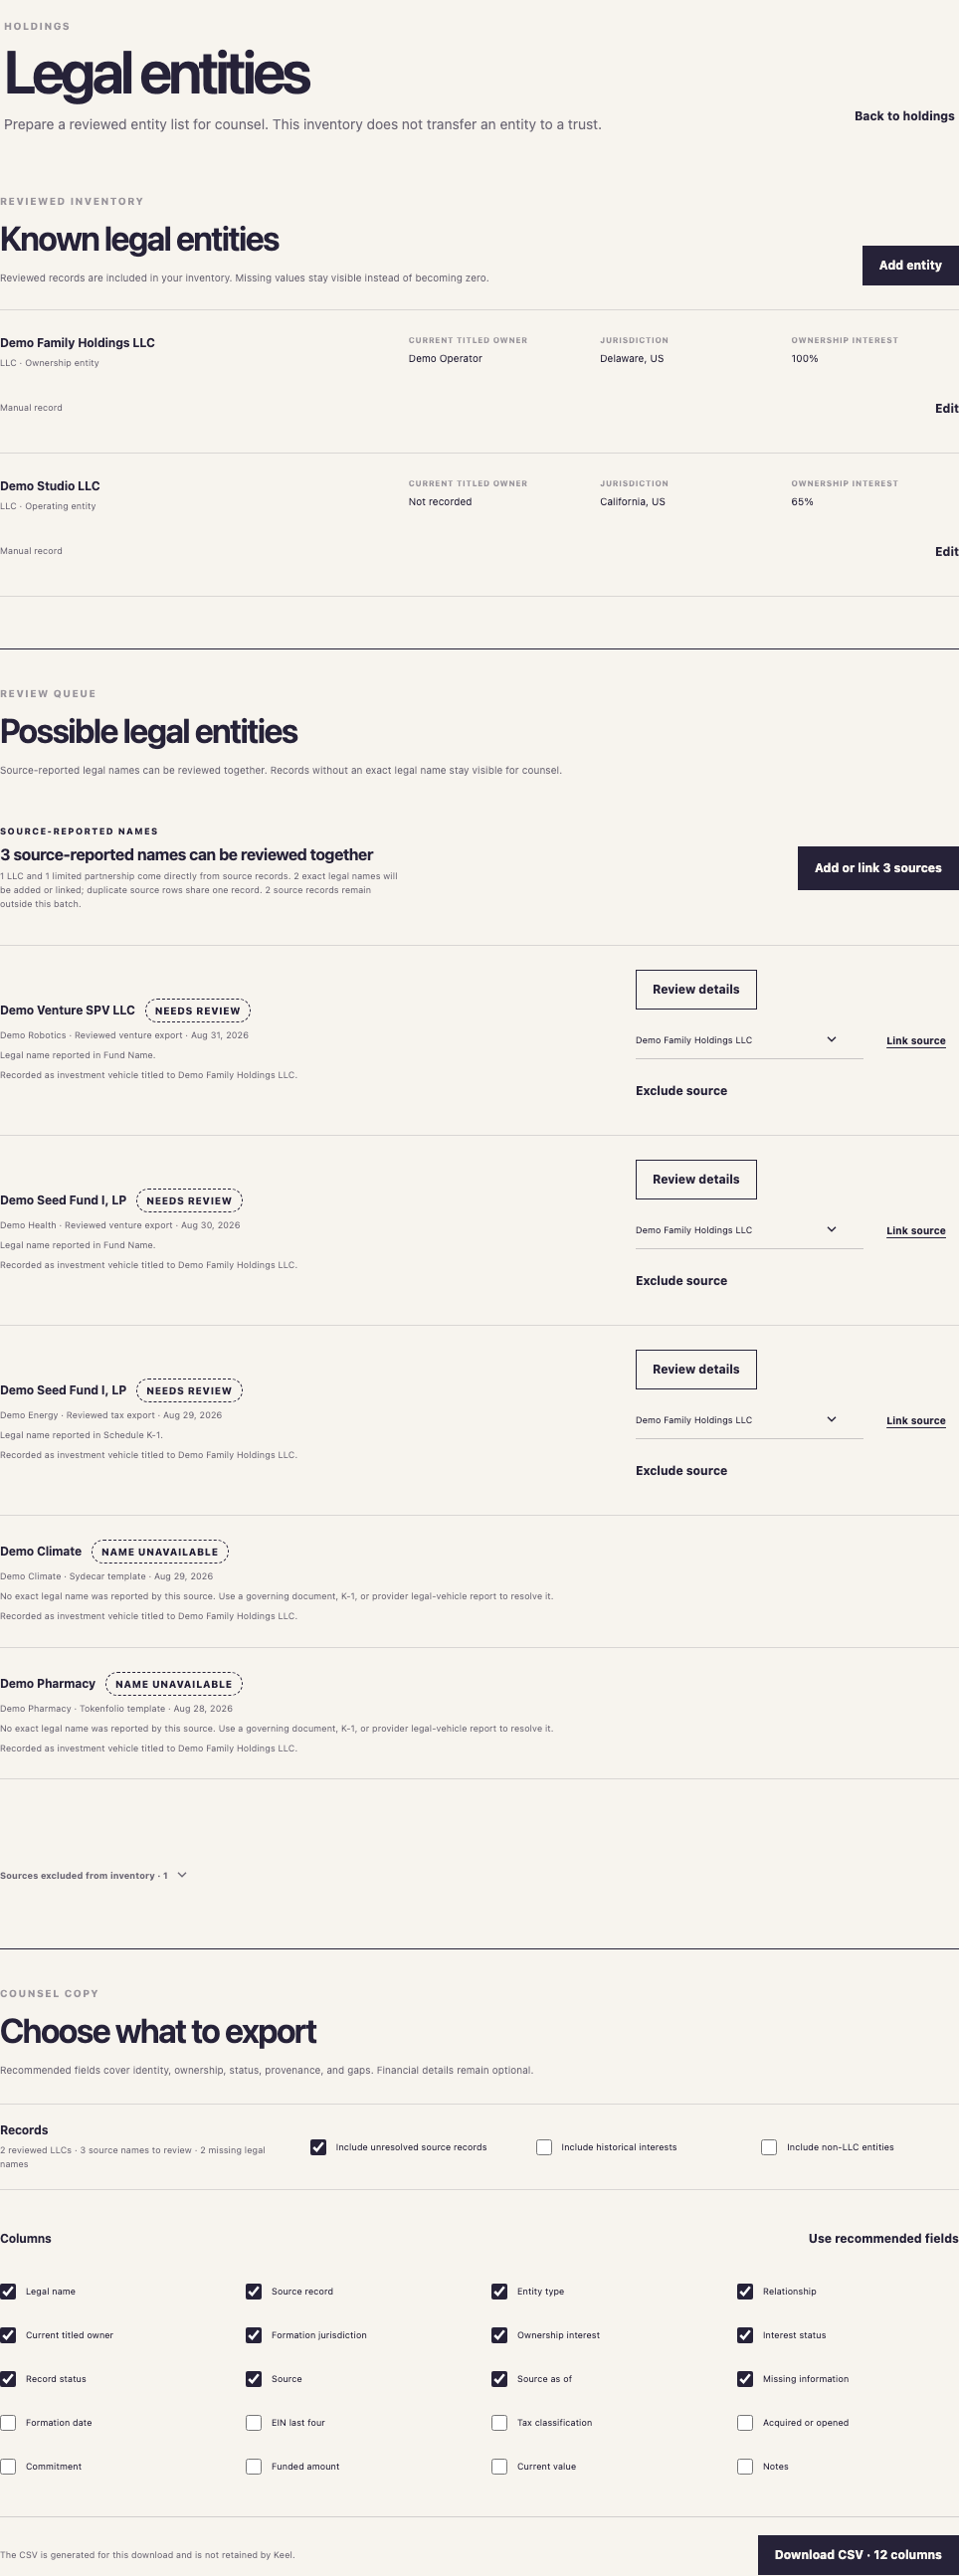 HOLDINGS
Legal entities
Prepare a reviewed entity list for counsel. This inventory does not transfer an entity to a trust.
Back to holdings
REVIEWED INVENTORY
Known legal entities
Reviewed records are included in your inventory. Missing values stay visible instead of becoming zero.
Add entity
Demo Family Holdings LLC
LLC · Ownership entity
CURRENT TITLED OWNER
Demo Operator
JURISDICTION
Delaware, US
OWNERSHIP INTEREST
100%
Manual record
Edit
Demo Studio LLC
LLC · Operating entity
CURRENT TITLED OWNER
Not recorded
JURISDICTION
California, US
OWNERSHIP INTEREST
65%
Manual record
Edit
REVIEW QUEUE
Possible legal entities
Source-reported legal names can be reviewed together. Records without an exact legal name stay visible for counsel.
SOURCE-REPORTED NAMES
3 source-reported names can be reviewed together
1 LLC and 1 limited partnership come directly from source records. 2 exact legal names will
be added or linked; duplicate source rows share one record. 2 source records remain
outside this batch.
Add or link 3 sources
Demo Venture SPV LLC NEEDS REVIEW
Demo Robotics · Reviewed venture export · Aug 31, 2026
Legal name reported in Fund Name.
Recorded as investment vehicle titled to Demo Family Holdings LLC.
Review details
Demo Family Holdings LLC
Link source
Exclude source
Demo Seed Fund I, LP NEEDS REVIEW
Demo Health · Reviewed venture export · Aug 30, 2026
Legal name reported in Fund Name.
Recorded as investment vehicle titled to Demo Family Holdings LLC.
Review details
Demo Family Holdings LLC
Link source
Exclude source
Demo Seed Fund I, LP NEEDS REVIEW
Demo Energy · Reviewed tax export · Aug 29, 2026
Legal name reported in Schedule K-1.
Recorded as investment vehicle titled to Demo Family Holdings LLC.
Review details
Demo Family Holdings LLC
Link source
Exclude source
Demo Climate NAME UNAVAILABLE
Demo Climate · Sydecar template · Aug 29, 2026
No exact legal name was reported by this source. Use a governing document, K-1, or provider legal-vehicle report to resolve it.
Recorded as investment vehicle titled to Demo Family Holdings LLC.
Demo Pharmacy NAME UNAVAILABLE
Demo Pharmacy · Tokenfolio template · Aug 28, 2026
No exact legal name was reported by this source. Use a governing document, K-1, or provider legal-vehicle report to resolve it.
Recorded as investment vehicle titled to Demo Family Holdings LLC.
Sources excluded from inventory · 1
COUNSEL COPY
Choose what to export
Recommended fields cover identity, ownership, status, provenance, and gaps. Financial details remain optional.
Records
2 reviewed LLCs · 3 source names to review · 2 missing legal
names
Include unresolved source records
Include historical interests
Include non-LLC entities
Columns
Use recommended fields
Legal name
Source record
Entity type
Relationship
Current titled owner
Formation jurisdiction
Ownership interest
Interest status
Record status
Source
Source as of
Missing information
Formation date
EIN last four
Tax classification
Acquired or opened
Commitment
Funded amount
Current value
Notes
The CSV is generated for this download and is not retained by Keel.
Download CSV · 12 columns